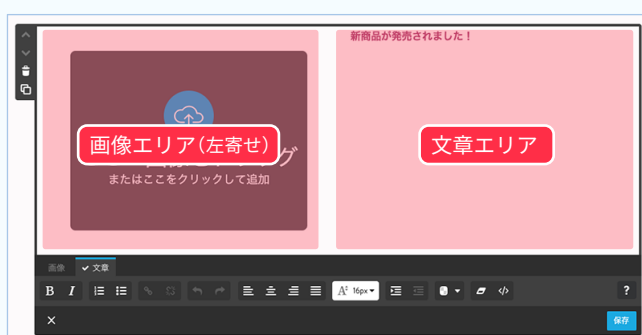 新商品が発売されました！
画像エリア（左寄せ）
文章エリア
グ
またはここをクリックして追加
画像
文章
B I
A 16px
?
保存